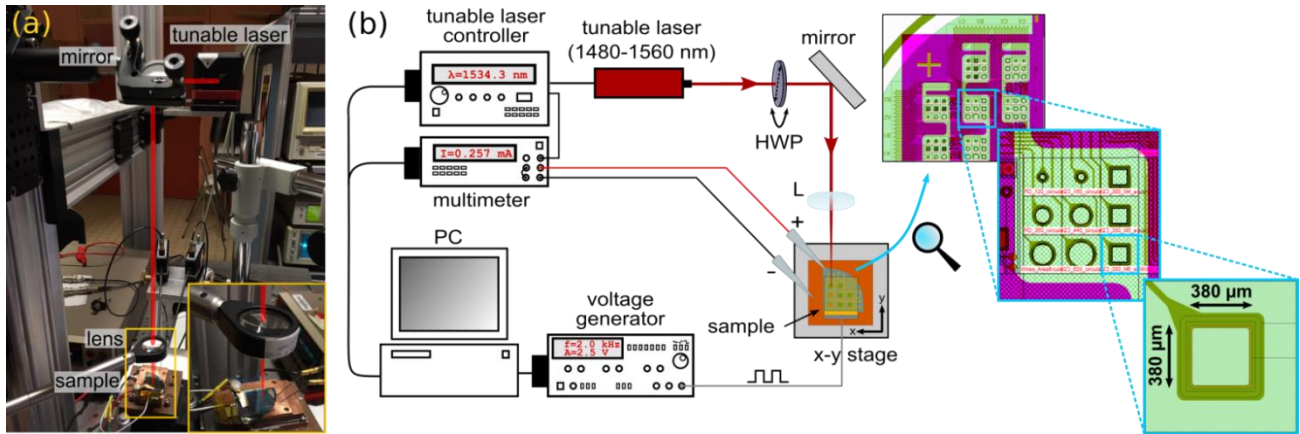 (a)
tunable laser
mirror
lens
sample
(b)
tunable laser
controller
λ=1534.3 nm
I=0.257 mA
multimeter
PC
tunable laser
(1480-1560 nm)
mirror
HWP
L
+
-
sample
y
x
x-y stage
voltage
generator
f=2.0 kHz
A=2.5 V
380 µm
380 µm